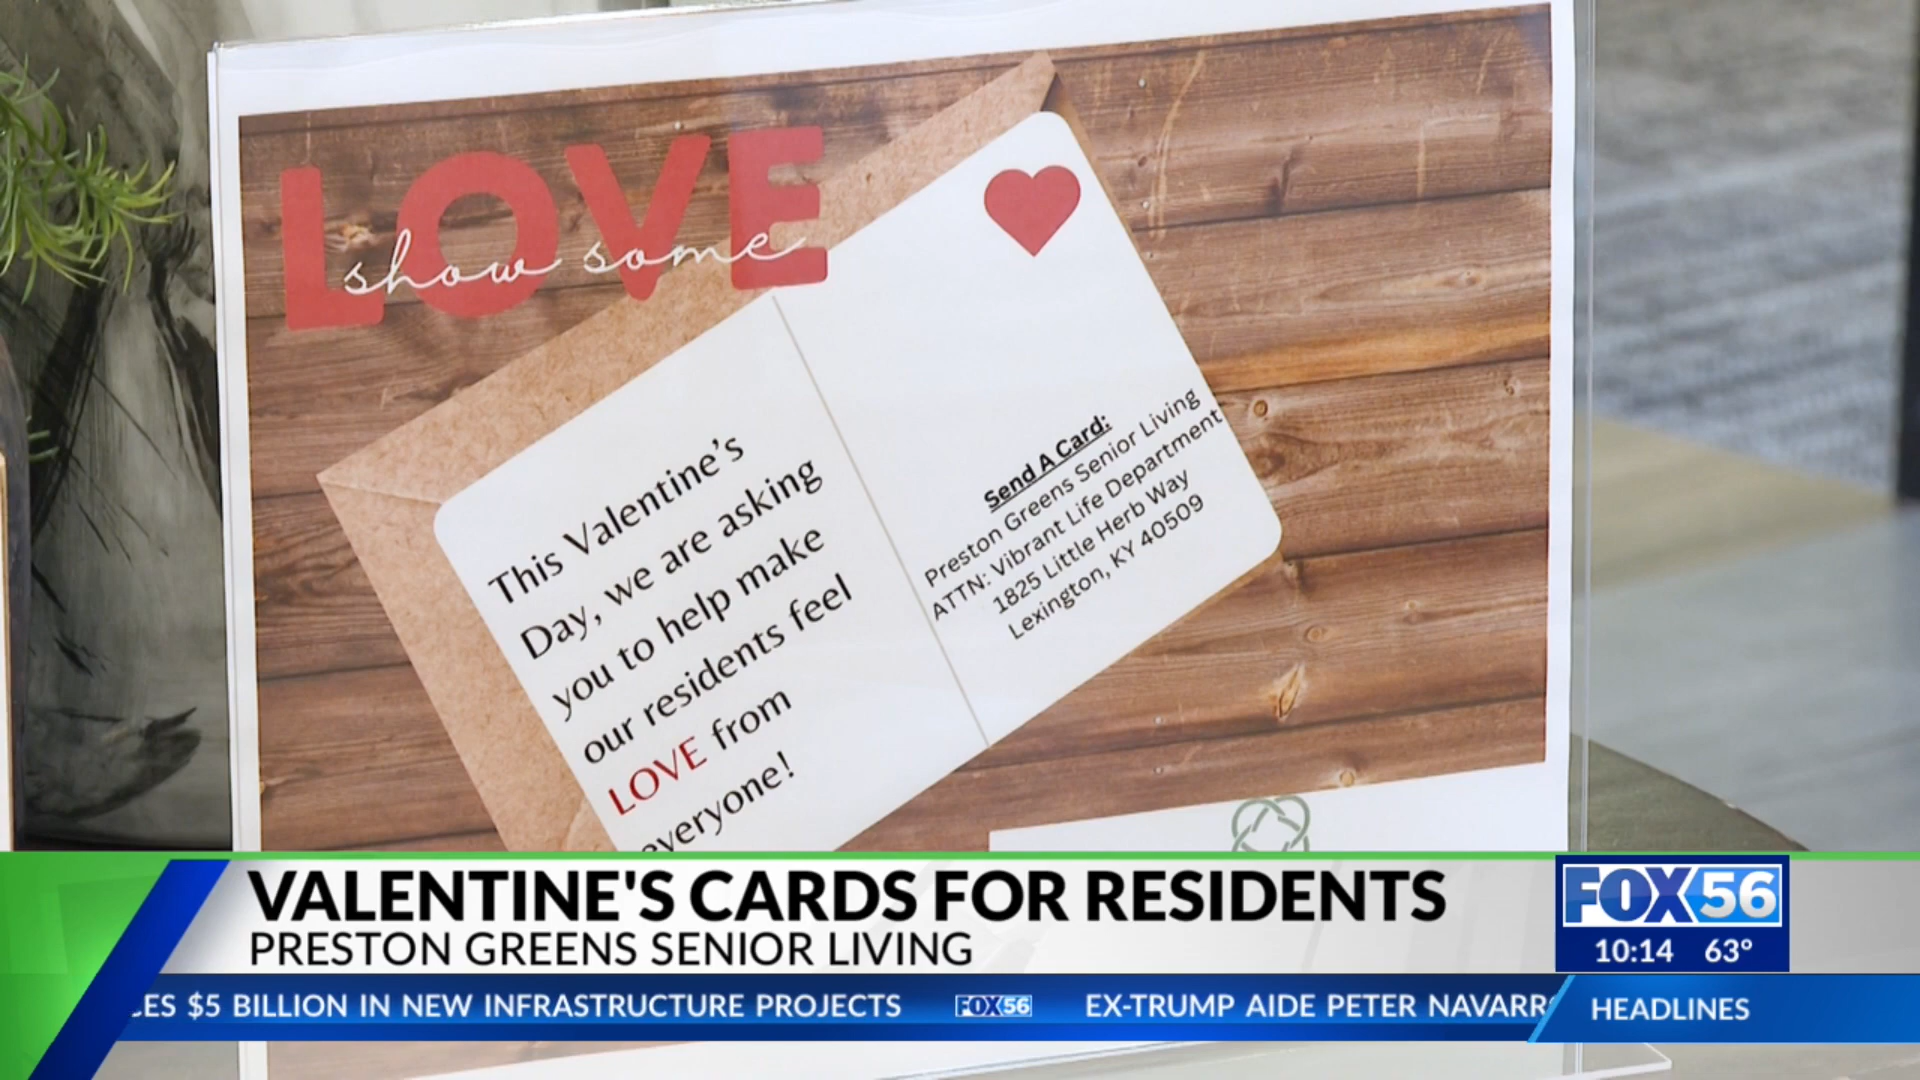 LOVE
show some
This Valentine's
Day, we are asking
you to help make
our residents feel
LOVE from
everyone!
Send A Card:
Preston Greens Senior Living
ATTN: Vibrant Life Department
1825 Little Herb Way
Lexington, KY 40509
VALENTINE'S CARDS FOR RESIDENTS
PRESTON GREENS SENIOR LIVING
FOX 56
10:14 63°
CES $5 BILLION IN NEW INFRASTRUCTURE PROJECTS FOX 56 EX-TRUMP AIDE PETER NAVARRO
HEADLINES